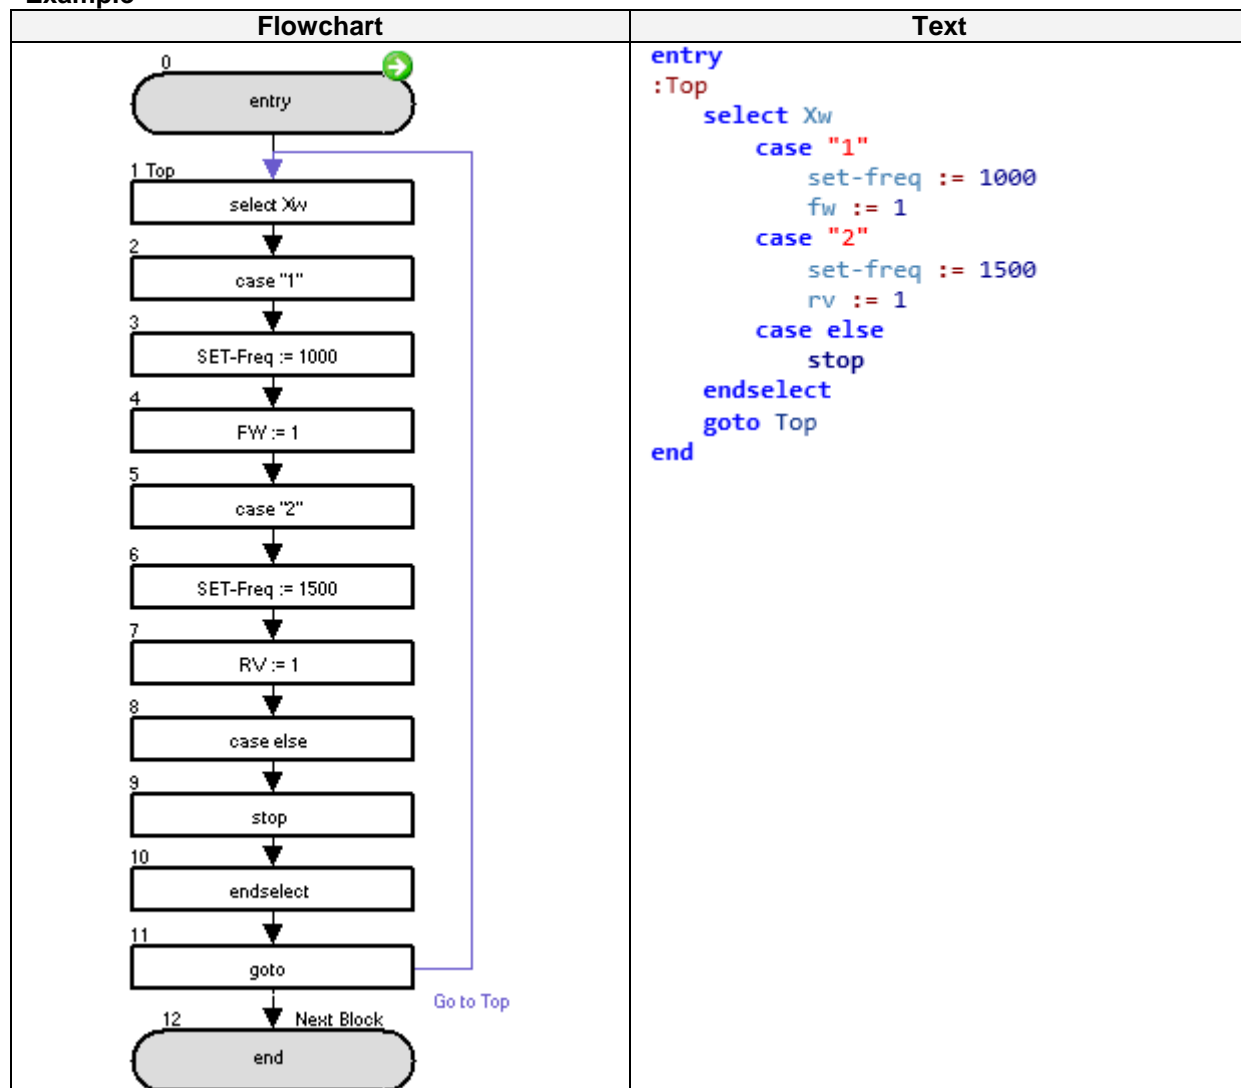 Example
Flowchart
Text
0
entry
1 Top
select Xw
2
case "1"
3
SET-Freq := 1000
4
FW := 1
5
case "2"
6
SET-Freq := 1500
7
RV := 1
8
case else
9
stop
10
endselect
11
goto
Go to Top
12
Next Block
end
entry
:Top
select Xw
case "1"
set-freq := 1000
fw := 1
case "2"
set-freq := 1500
rv := 1
case else
stop
endselect
goto Top
end